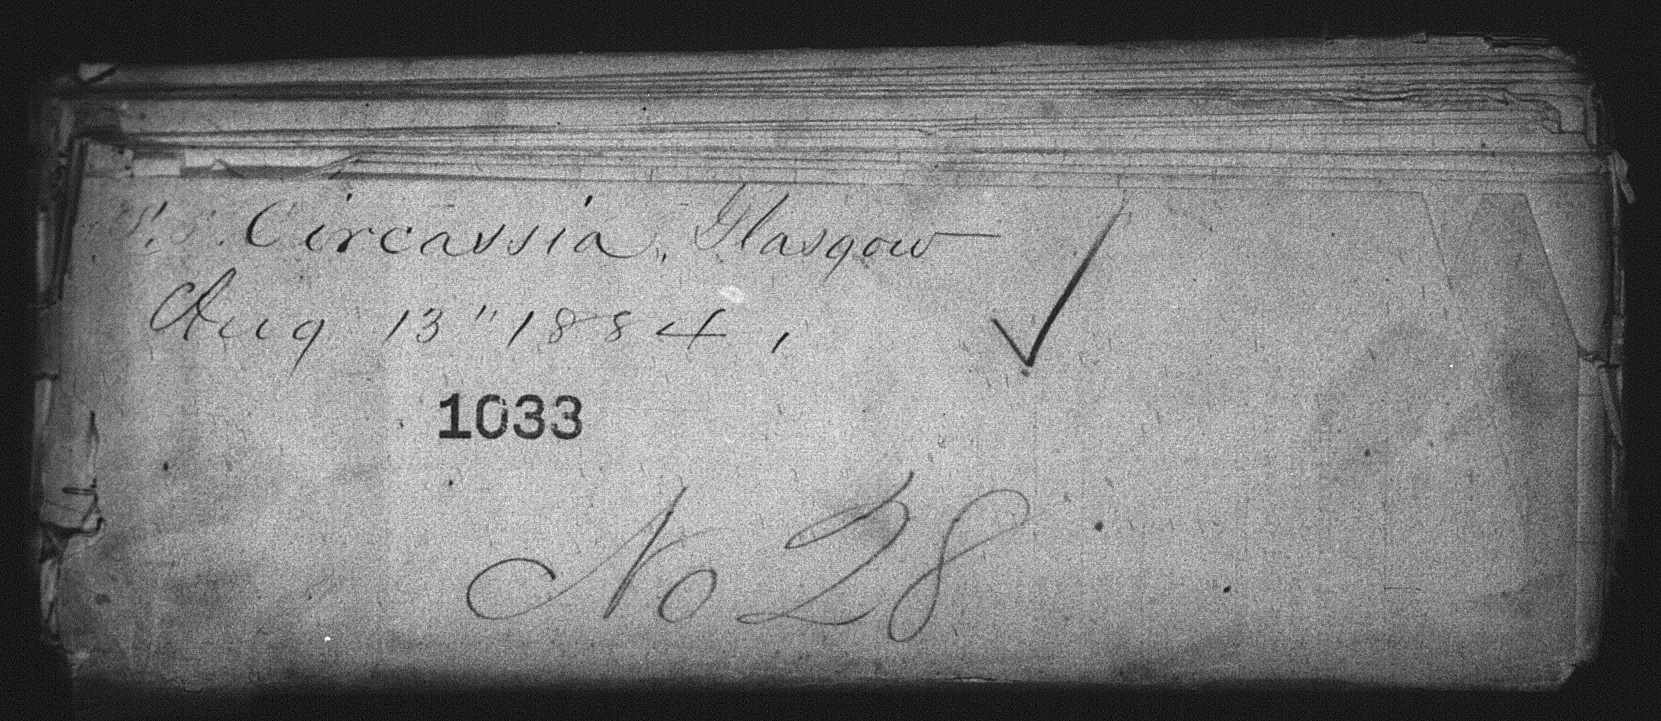 S.S. Circassia, Glasgow
Aug 13" 1884,
1033
No 28